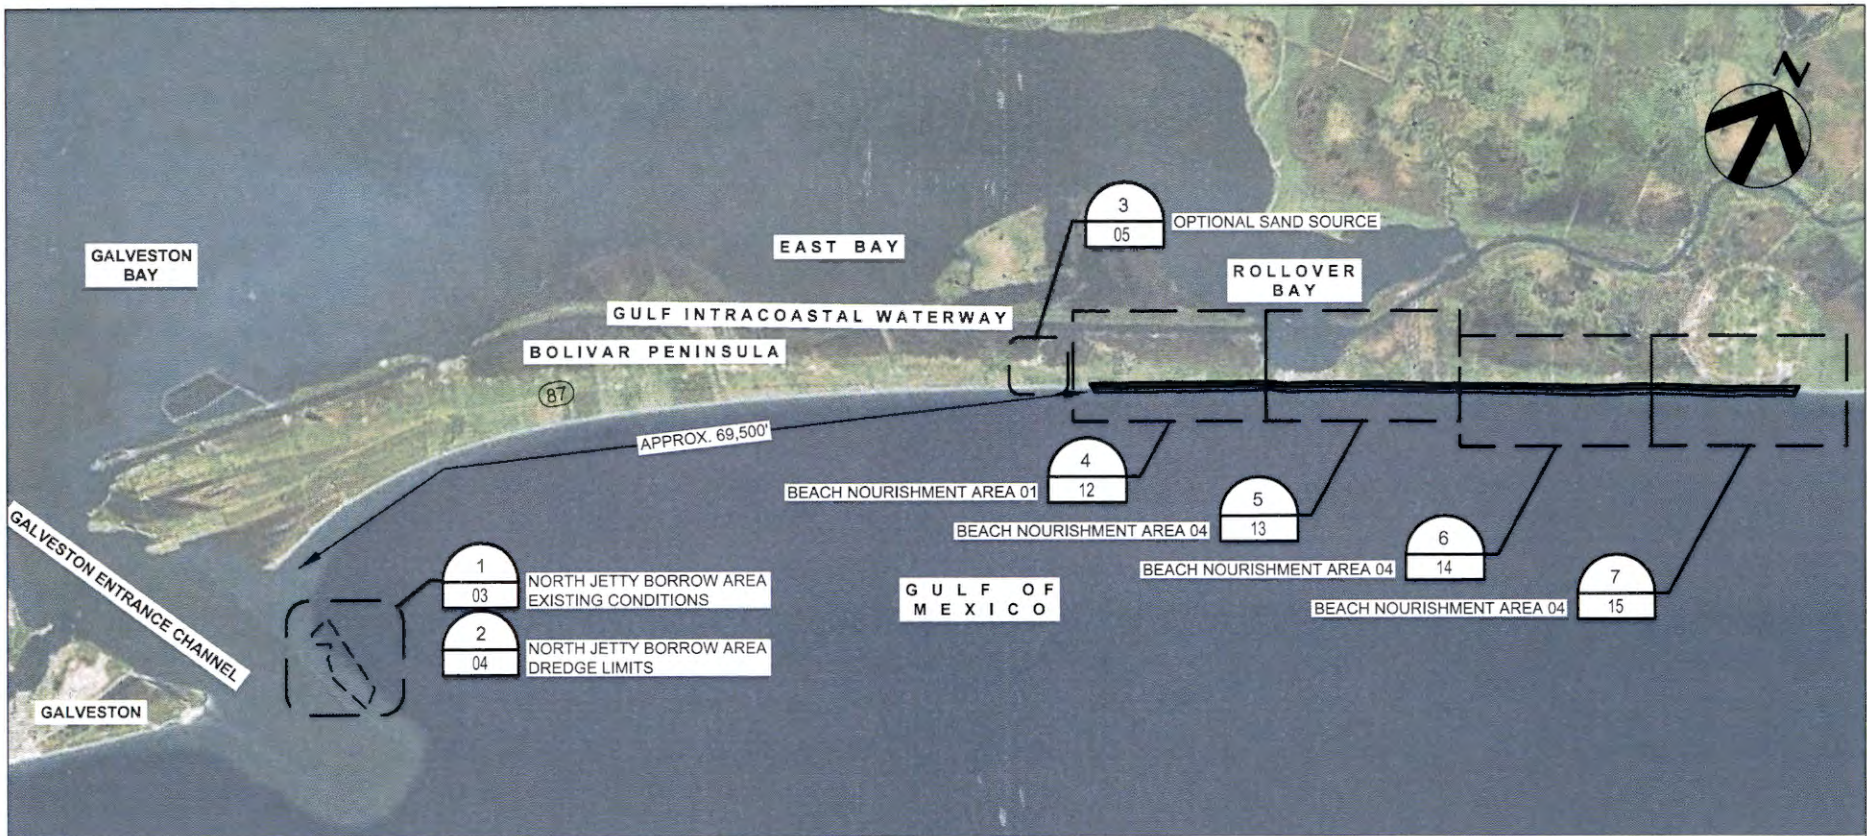 N
3
05
OPTIONAL SAND SOURCE
GALVESTON
BAY
EAST BAY
ROLLOVER
BAY
GULF INTRACOASTAL WATERWAY
BOLIVAR PENINSULA
87
APPROX. 69,500'
4
12
BEACH NOURISHMENT AREA 01
5
13
BEACH NOURISHMENT AREA 04
6
14
BEACH NOURISHMENT AREA 04
7
15
BEACH NOURISHMENT AREA 04
GALVESTON ENTRANCE CHANNEL
1
03
NORTH JETTY BORROW AREA
EXISTING CONDITIONS
2
04
NORTH JETTY BORROW AREA
DREDGE LIMITS
GULF OF
MEXICO
GALVESTON